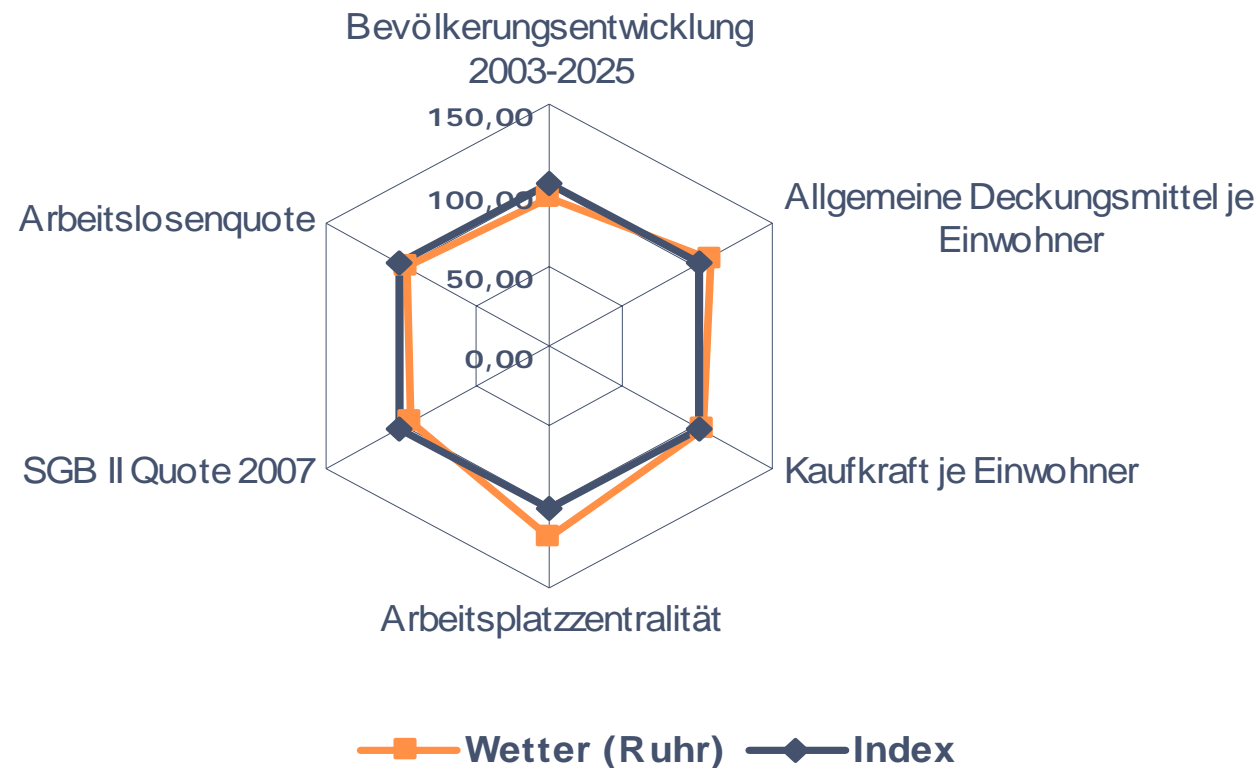 Bevölkerungsentwicklung
2003-2025
150,00
100,00
50,00
0,00
Allgemeine Deckungsmittel je
Einwohner
Arbeitslosenquote
SGB II Quote 2007
Kaufkraft je Einwohner
Arbeitsplatzzentralität
Wetter (Ruhr) Index